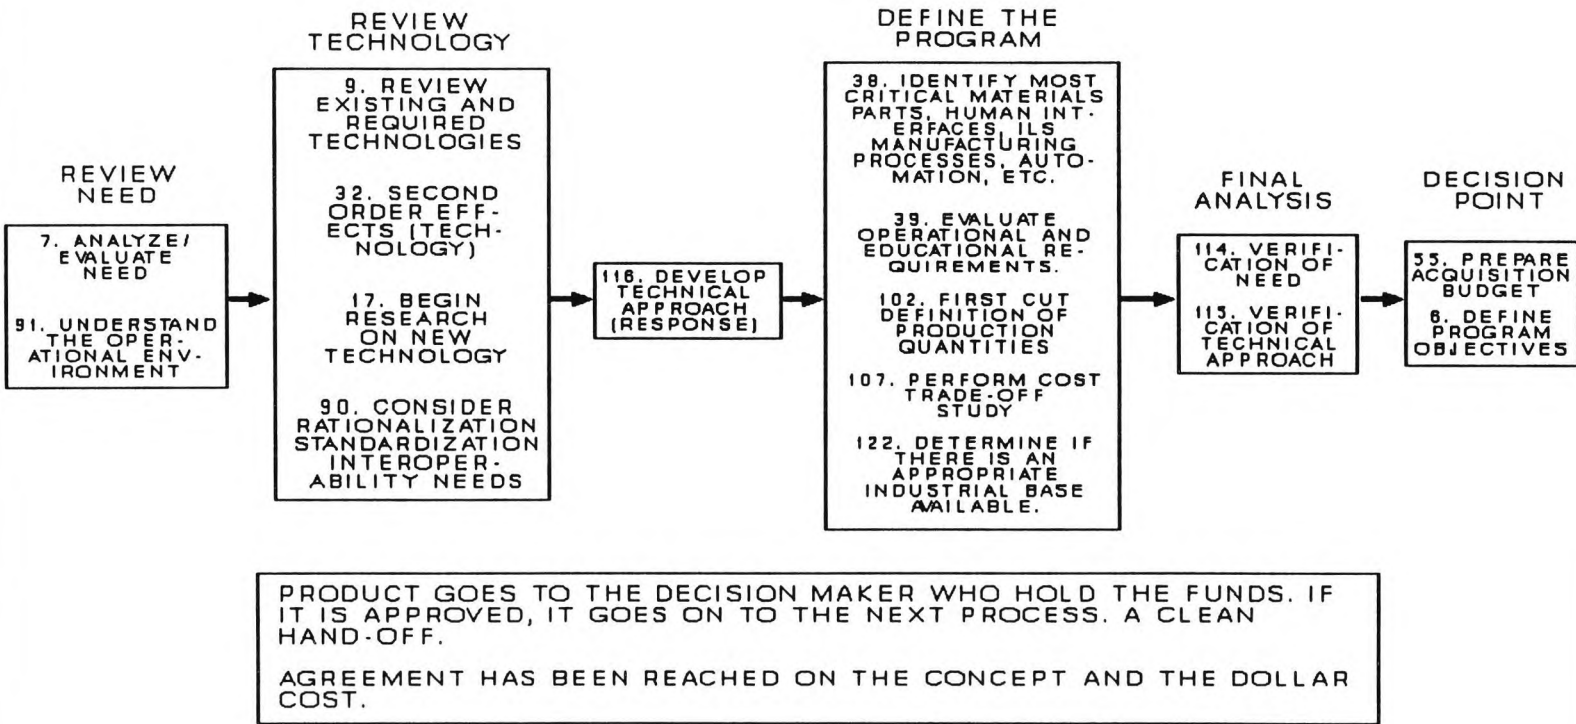 REVIEW
NEED
7. ANALYZE/
EVALUATE
NEED
91. UNDERSTAND
THE OPER-
ATIONAL ENV-
IRONMENT
REVIEW
TECHNOLOGY
9. REVIEW
EXISTING AND
REQUIRED
TECHNOLOGIES
32. SECOND
ORDER EFF-
ECTS (TECH-
NOLOGY)
17. BEGIN
RESEARCH
ON NEW
TECHNOLOGY
90. CONSIDER
RATIONALIZATION
STANDARDIZATION
INTEROPER-
ABILITY NEEDS
116. DEVELOP
TECHNICAL
APPROACH
(RESPONSE)
DEFINE THE
PROGRAM
38. IDENTIFY MOST
CRITICAL MATERIALS
PARTS, HUMAN INT-
ERFACES, ILS
MANUFACTURING
PROCESSES, AUTO-
MATION, ETC.
39. EVALUATE
OPERATIONAL AND
EDUCATIONAL RE-
QUIREMENTS.
102. FIRST CUT
DEFINITION OF
PRODUCTION
QUANTITIES
107. PERFORM COST
TRADE-OFF
STUDY
122. DETERMINE IF
THERE IS AN
APPROPRIATE
INDUSTRIAL BASE
AVAILABLE.
FINAL
ANALYSIS
114. VERIFI-
CATION OF
NEED
115. VERIFI-
CATION OF
TECHNICAL
APPROACH
DECISION
POINT
55. PREPARE
ACQUISITION
BUDGET
6. DEFINE
PROGRAM
OBJECTIVES
PRODUCT GOES TO THE DECISION MAKER WHO HOLD THE FUNDS. IF
IT IS APPROVED, IT GOES ON TO THE NEXT PROCESS. A CLEAN
HAND-OFF.
AGREEMENT HAS BEEN REACHED ON THE CONCEPT AND THE DOLLAR
COST.